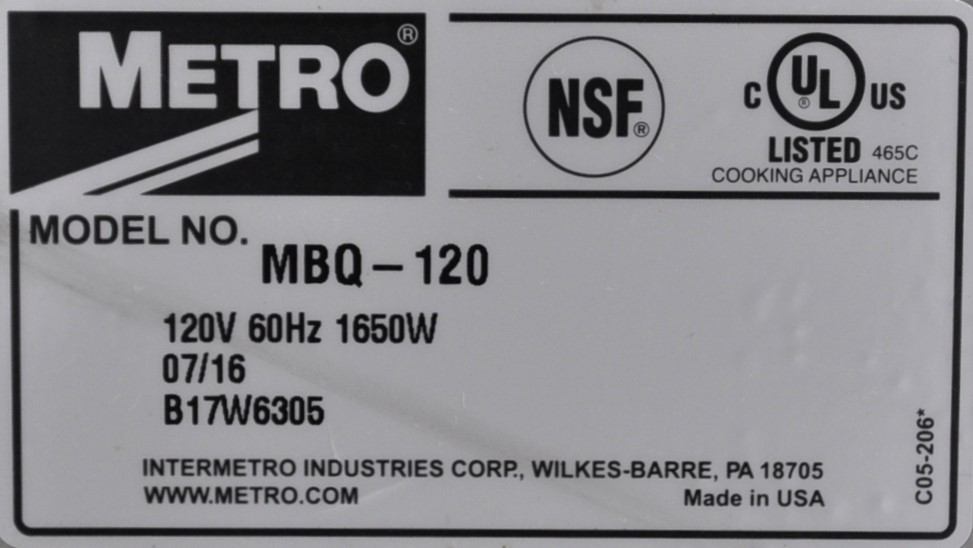 METRO®
NSF®
C UL® US
LISTED 465C
COOKING APPLIANCE
MODEL NO. MBQ-120
120V 60Hz 1650W
07/16
B17W6305
INTERMETRO INDUSTRIES CORP., WILKES-BARRE, PA 18705
WWW.METRO.COM
Made in USA
C05-206*